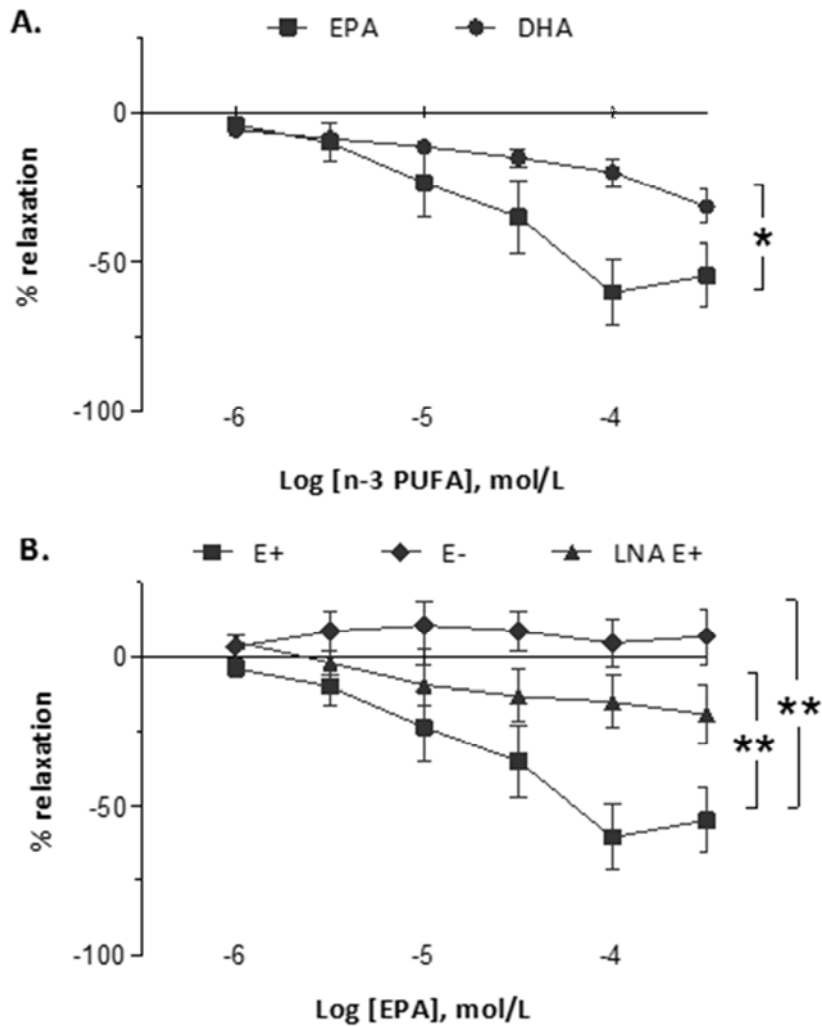 A.
EPA DHA
0
-50
-100
% relaxation
-6 -5 -4
*
Log [n-3 PUFA], mol/L
B.
E+ E- LNA E+
0
-50
-100
% relaxation
-6 -5 -4
**
**
Log [EPA], mol/L